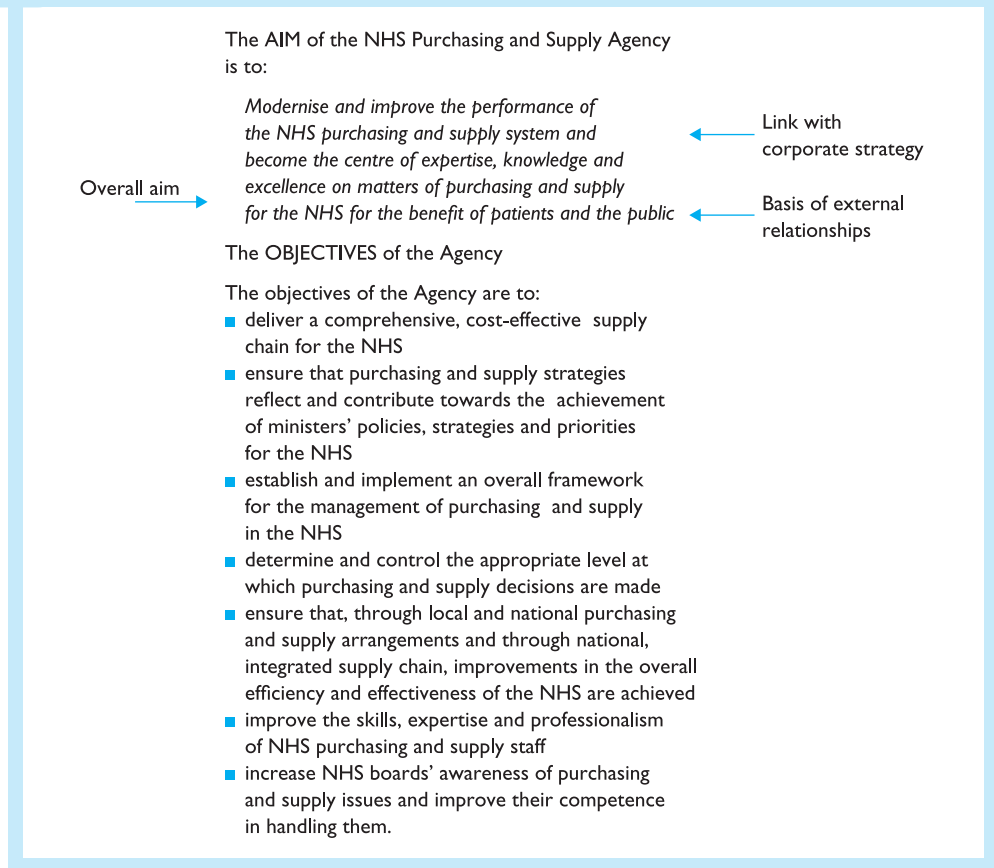 The AIM of the NHS Purchasing and Supply Agency
is to:
Modernise and improve the performance of
the NHS purchasing and supply system and
become the centre of expertise, knowledge and
excellence on matters of purchasing and supply
for the NHS for the benefit of patients and the public
Link with
corporate strategy
Overall aim
Basis of external
relationships
The OBJECTIVES of the Agency
The objectives of the Agency are to:
■ deliver a comprehensive, cost-effective supply
chain for the NHS
■ ensure that purchasing and supply strategies
reflect and contribute towards the achievement
of ministers' policies, strategies and priorities
for the NHS
■ establish and implement an overall framework
for the management of purchasing and supply
in the NHS
■ determine and control the appropriate level at
which purchasing and supply decisions are made
■ ensure that, through local and national purchasing
and supply arrangements and through national,
integrated supply chain, improvements in the overall
efficiency and effectiveness of the NHS are achieved
■ improve the skills, expertise and professionalism
of NHS purchasing and supply staff
■ increase NHS boards' awareness of purchasing
and supply issues and improve their competence
in handling them.